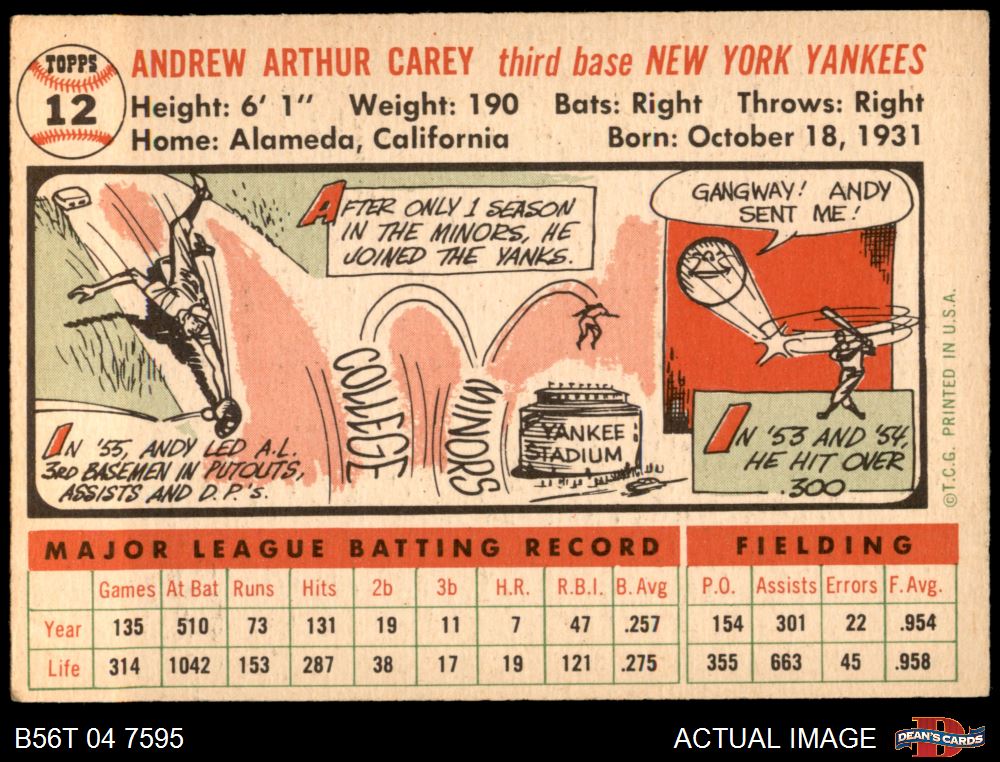 TOPPS
12
ANDREW ARTHUR CAREY third base NEW YORK YANKEES
Height: 6' 1" Weight: 190 Bats: Right Throws: Right
Home: Alameda, California Born: October 18, 1931
IN '55, ANDY LED A.L.
3RD BASEMEN IN PUTOUTS,
ASSISTS AND D.P.'s.
AFTER ONLY 1 SEASON
IN THE MINORS, HE
JOINED THE YANKS.
COLLEGE
MINORS
YANKEE
STADIUM
GANGWAY! ANDY
SENT ME!
IN '53 AND '54,
HE HIT OVER
.300
©T.C.G. PRINTED IN U.S.A.
MAJOR LEAGUE BATTING RECORD FIELDING
Games At Bat Runs Hits 2b 3b H.R. R.B.I. B. Avg P.O. Assists Errors F. Avg.
Year 135 510 73 131 19 11 7 47 .257 154 301 22 .954
Life 314 1042 153 287 38 17 19 121 .275 355 663 45 .958
B56T 04 7595 ACTUAL IMAGE DEAN'S CARDS